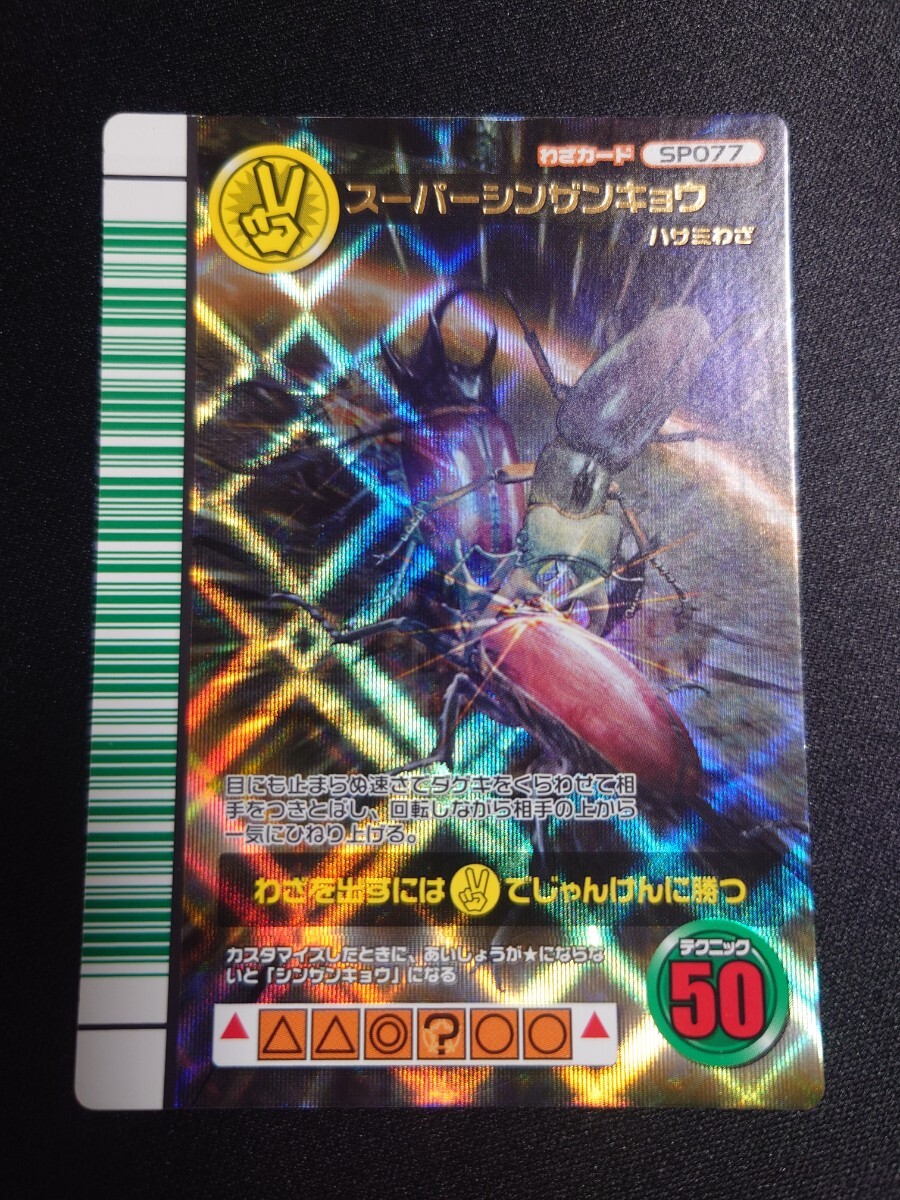 わざカード SP077
スーパーシンザンキョウ
ハサミわざ
目にも止まらぬ速さでダゲキをくらわせて相
手をつきとばし、回転しながら相手の上から
一気にひねり上げる。
わざを出すには でじゃんけんに勝つ
カスタマイズしたときに、あいしょうが★にならな
いと「シンザンキョウ」になる
テクニック
50
▲ △ △ ◎ ? ○ ○ ▲